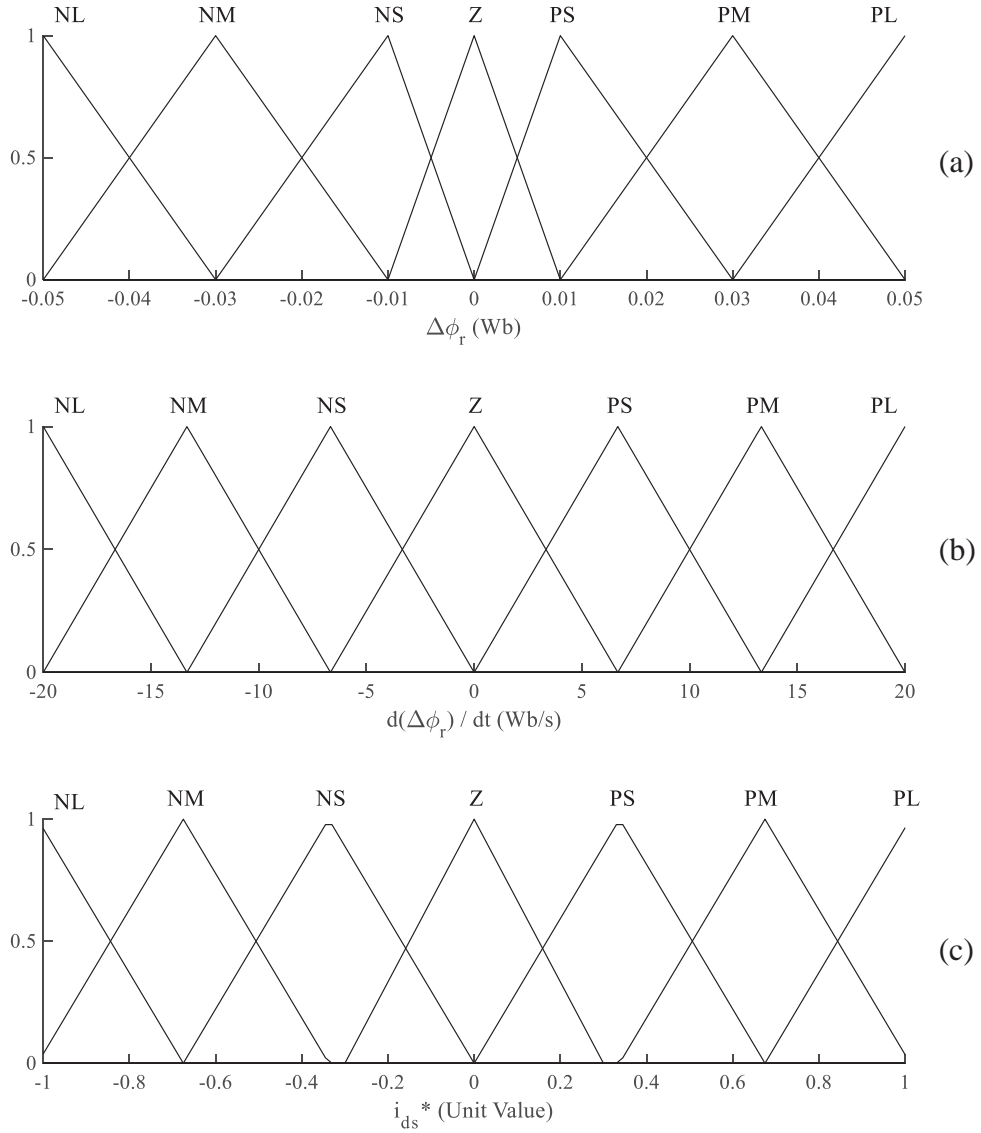 NL NM NS Z PS PM PL
1
0.5
0
(a)
-0.05 -0.04 -0.03 -0.02 -0.01 0 0.01 0.02 0.03 0.04 0.05
Δϕr (Wb)
NL NM NS Z PS PM PL
1
0.5
0
(b)
-20 -15 -10 -5 0 5 10 15 20
d(Δϕr) / dt (Wb/s)
NL NM NS Z PS PM PL
1
0.5
0
(c)
-1 -0.8 -0.6 -0.4 -0.2 0 0.2 0.4 0.6 0.8 1
ids* (Unit Value)